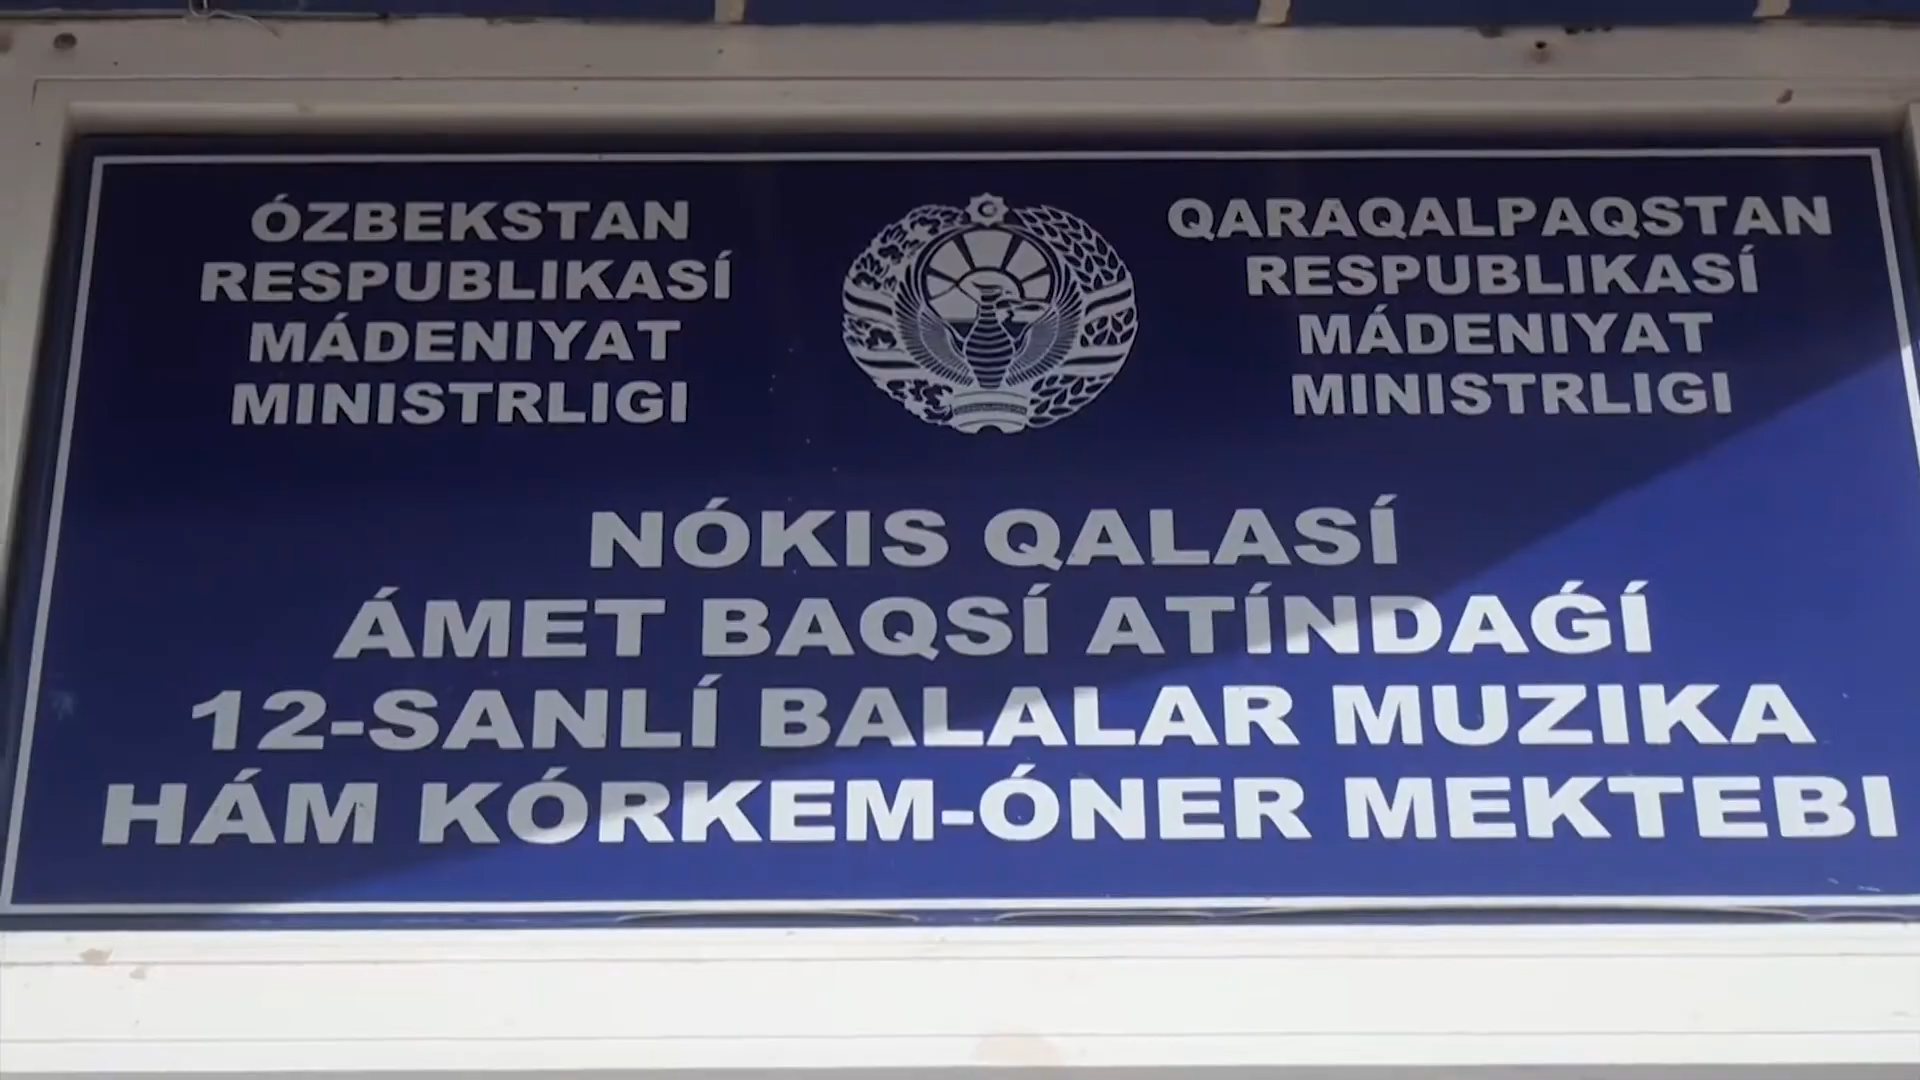 ÓZBEKSTAN
RESPUBLIKASÍ
MÁDENIYAT
MINISTRLIGI
QARAQALPAQSTAN
RESPUBLIKASÍ
MÁDENIYAT
MINISTRLIGI
NÓKIS QALASÍ
ÁMET BAQSÍ ATÍNDAǴÍ
12-SANLÍ BALALAR MUZIKA
HÁM KÓRKEM-ÓNER MEKTEBI